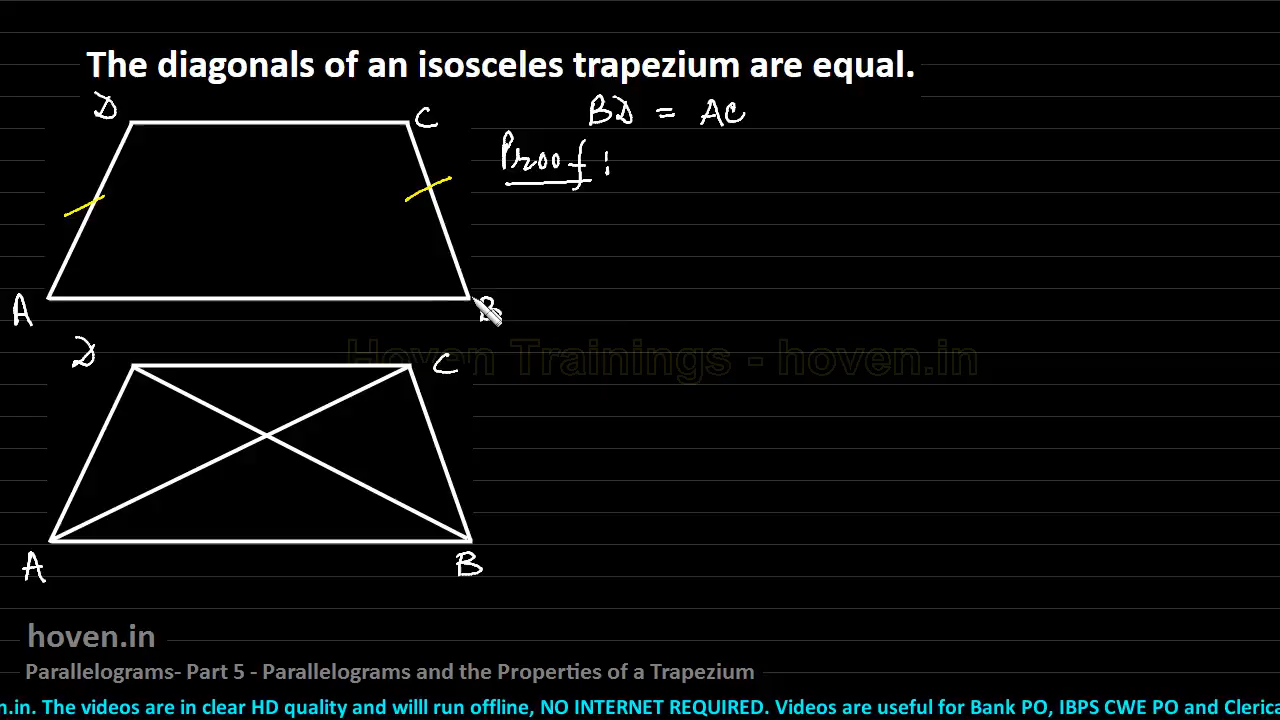 The diagonals of an isosceles trapezium are equal.
D C BD = AC
Proof :
A B
Hoven Trainings - hoven.in
D C
A B
hoven.in
Parallelograms- Part 5 - Parallelograms and the Properties of a Trapezium
n.in. The videos are in clear HD quality and willl run offline, NO INTERNET REQUIRED. Videos are useful for Bank PO, IBPS CWE PO and Clerica